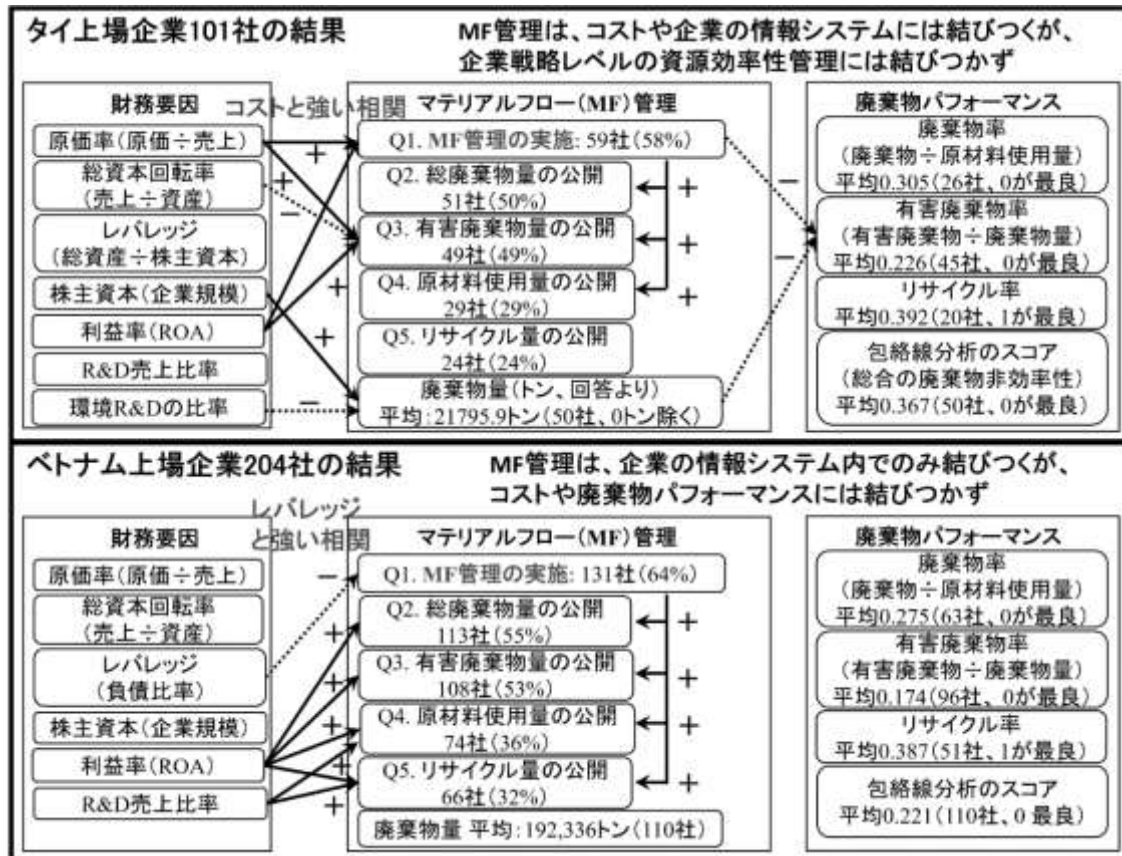 タイ上場企業101社の結果
MF管理は、コストや企業の情報システムには結びつくが、
企業戦略レベルの資源効率性管理には結びつかず
財務要因
原価率(原価÷売上)
総資本回転率
(売上÷資産)
レバレッジ
(総資産÷株主資本)
株主資本(企業規模)
利益率(ROA)
R&D売上比率
環境R&Dの比率
コストと強い相関
+
+
−
+
+
−
マテリアルフロー(MF)管理
Q1. MF管理の実施: 59社(58%)
Q2. 総廃棄物量の公開
51社(50%)
Q3. 有害廃棄物量の公開
49社(49%)
Q4. 原材料使用量の公開
29社(29%)
Q5. リサイクル量の公開
24社(24%)
廃棄物量(トン、回答より)
平均:21795.9トン(50社、0トン除く)
+
+
+
−
−
廃棄物パフォーマンス
廃棄物率
(廃棄物÷原材料使用量)
平均0.305(26社、0が最良)
有害廃棄物率
(有害廃棄物÷廃棄物量)
平均0.226(45社、0が最良)
リサイクル率
平均0.392(20社、1が最良)
包絡線分析のスコア
(総合の廃棄物非効率性)
平均0.367(50社、0が最良)
ベトナム上場企業204社の結果
MF管理は、企業の情報システム内でのみ結びつくが、
コストや廃棄物パフォーマンスには結びつかず
財務要因
原価率(原価÷売上)
総資本回転率
(売上÷資産)
レバレッジ
(負債比率)
株主資本(企業規模)
利益率(ROA)
R&D売上比率
レバレッジ
と強い相関
−
+
+
+
+
+
マテリアルフロー(MF)管理
Q1. MF管理の実施: 131社(64%)
Q2. 総廃棄物量の公開
113社(55%)
Q3. 有害廃棄物量の公開
108社(53%)
Q4. 原材料使用量の公開
74社(36%)
Q5. リサイクル量の公開
66社(32%)
廃棄物量 平均:192,336トン(110社)
+
+
+
+
廃棄物パフォーマンス
廃棄物率
(廃棄物÷原材料使用量)
平均0.275(63社、0が最良)
有害廃棄物率
(有害廃棄物÷廃棄物量)
平均0.174(96社、0が最良)
リサイクル率
平均0.387(51社、1が最良)
包絡線分析のスコア
平均0.221(110社、0 最良)